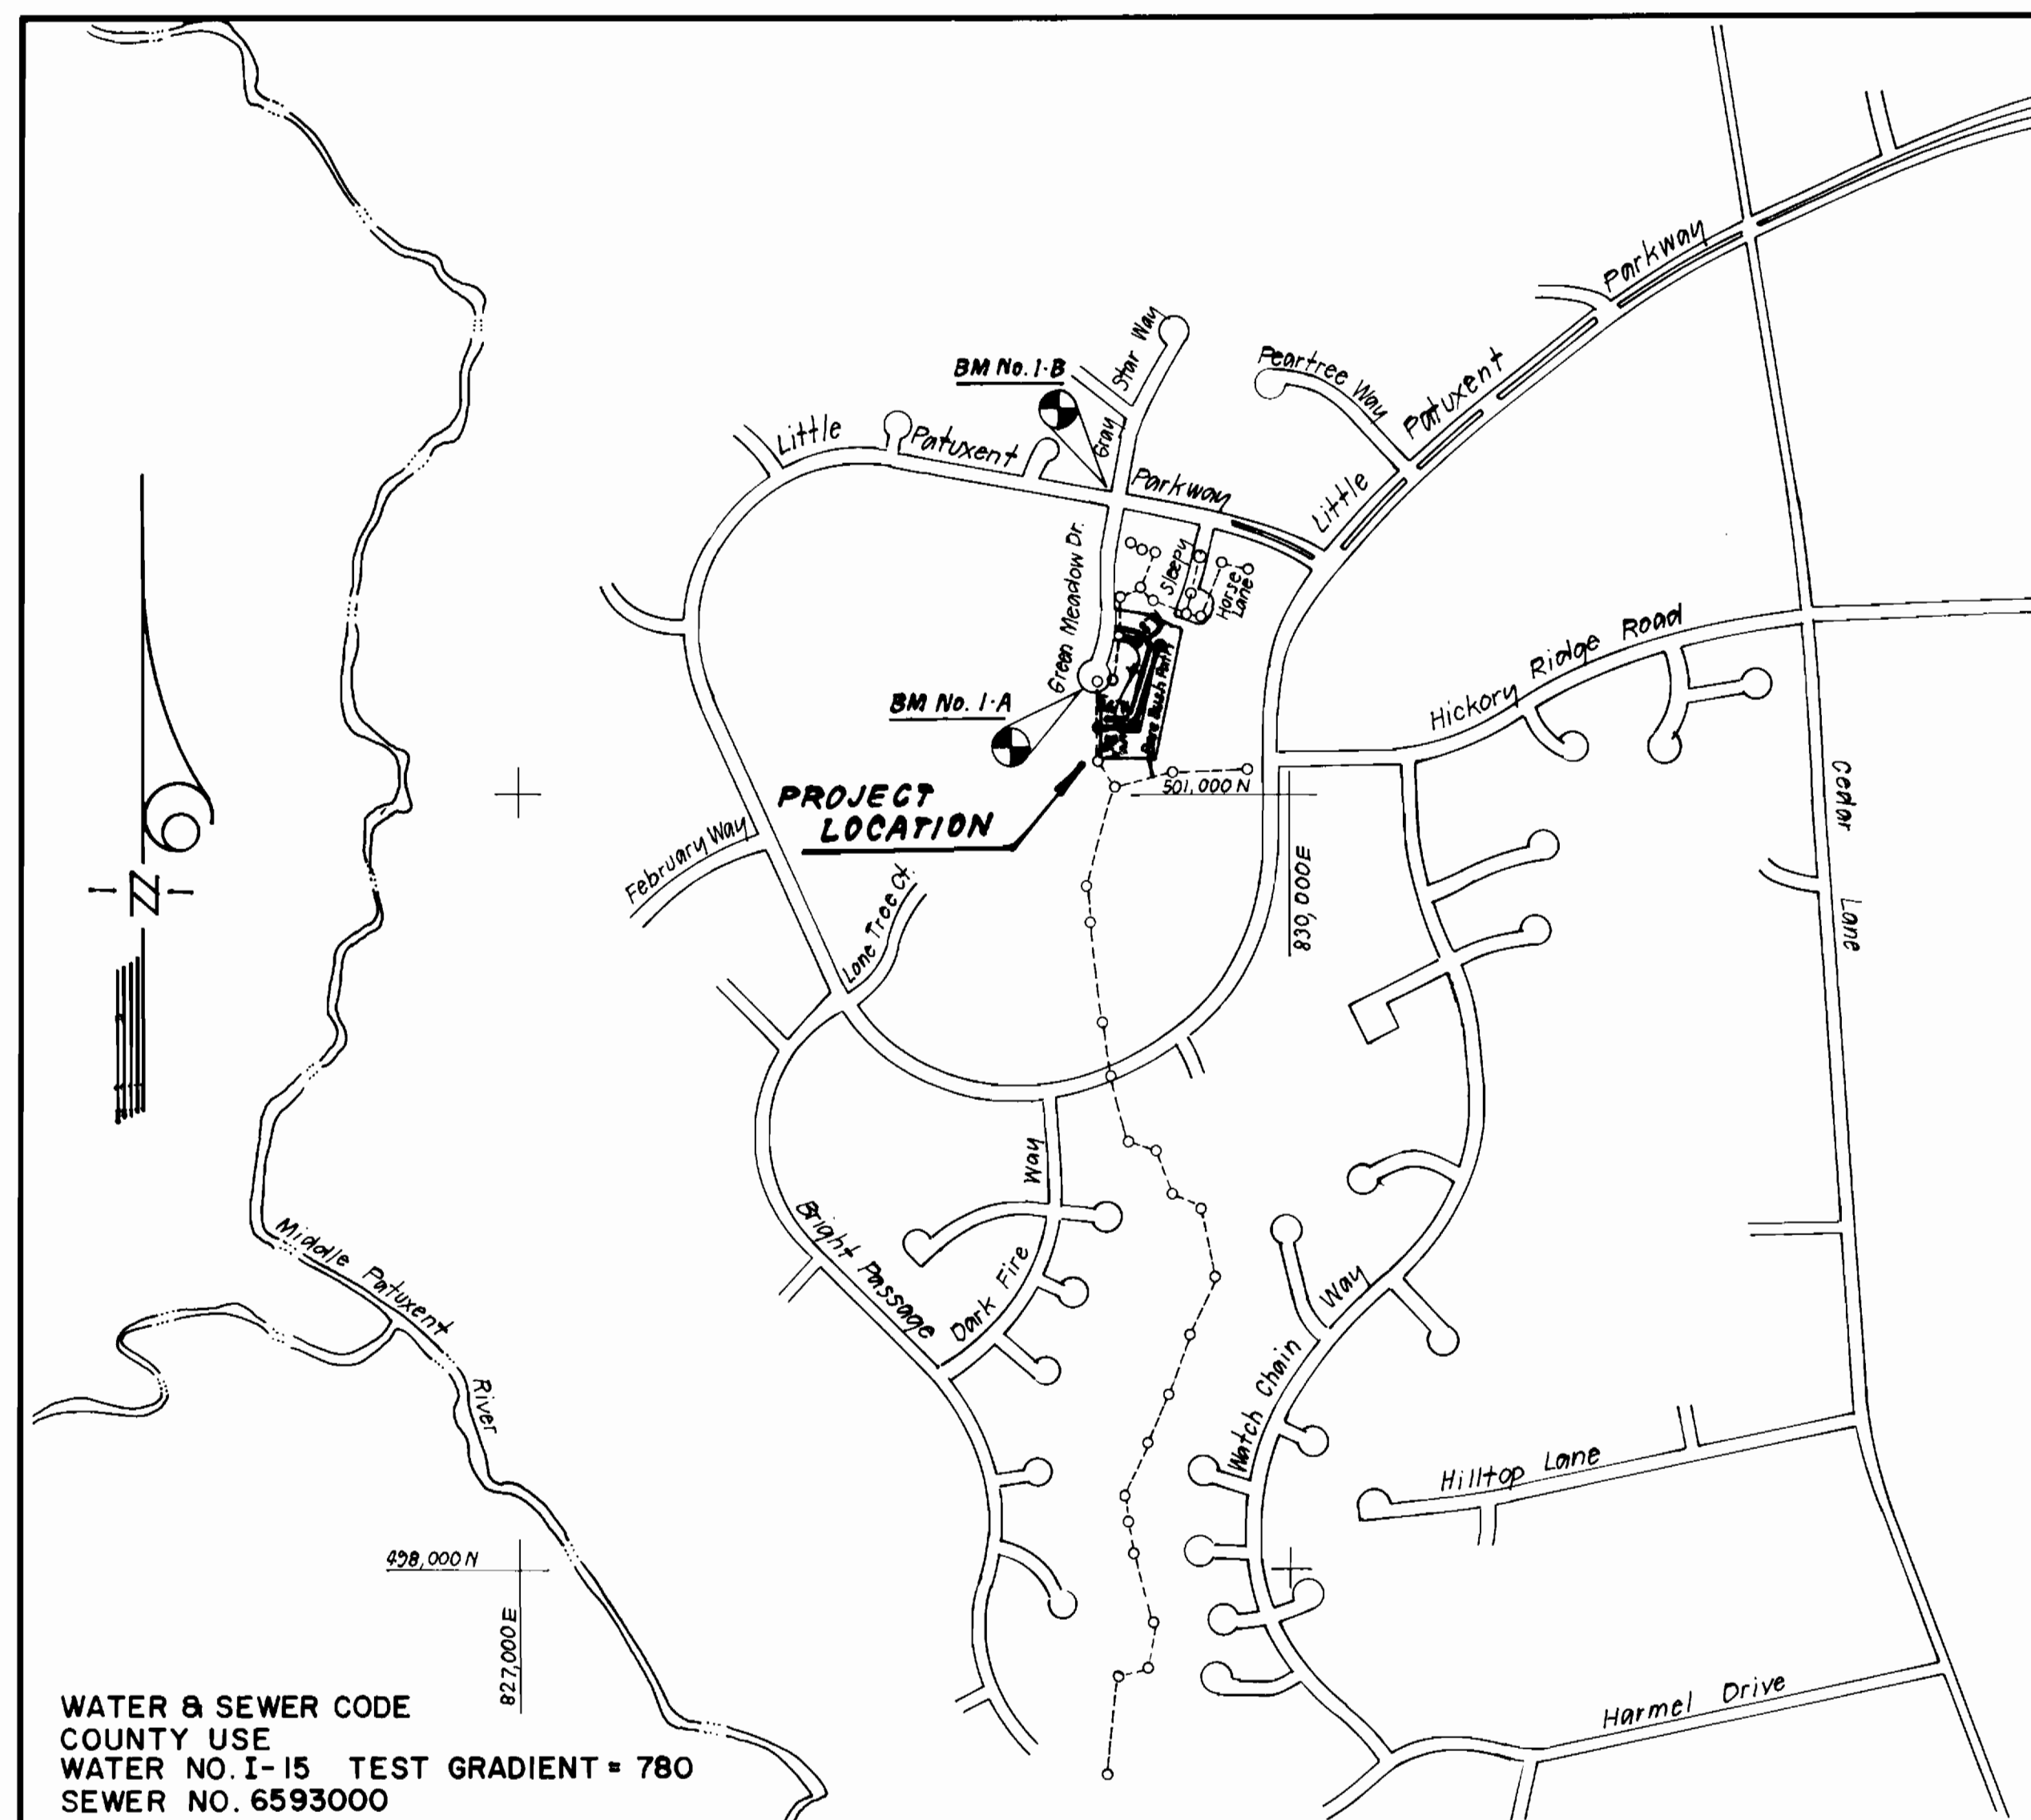 Parkway
Star Way
BM No. 1-B
Peartree Way
Patuxent
Little
Patuxent
Gray
Parkway
Little
Green Meadow Dr.
Sleepy
Horse
Lane
Hickory Ridge Road
BM No. 1-A
501,000 N
PROJECT
LOCATION
Cedar
Lane
February Way
830,000E
Lone Tree Ct.
N
Way
Bright Passage
Dark Fire
Middle Patuxent
River
Way
Watch Chain
Hilltop Lane
498,000 N
827,000 E
Harmel Drive
WATER & SEWER CODE
COUNTY USE
WATER NO. I-15 TEST GRADIENT = 780
SEWER NO. 6593000